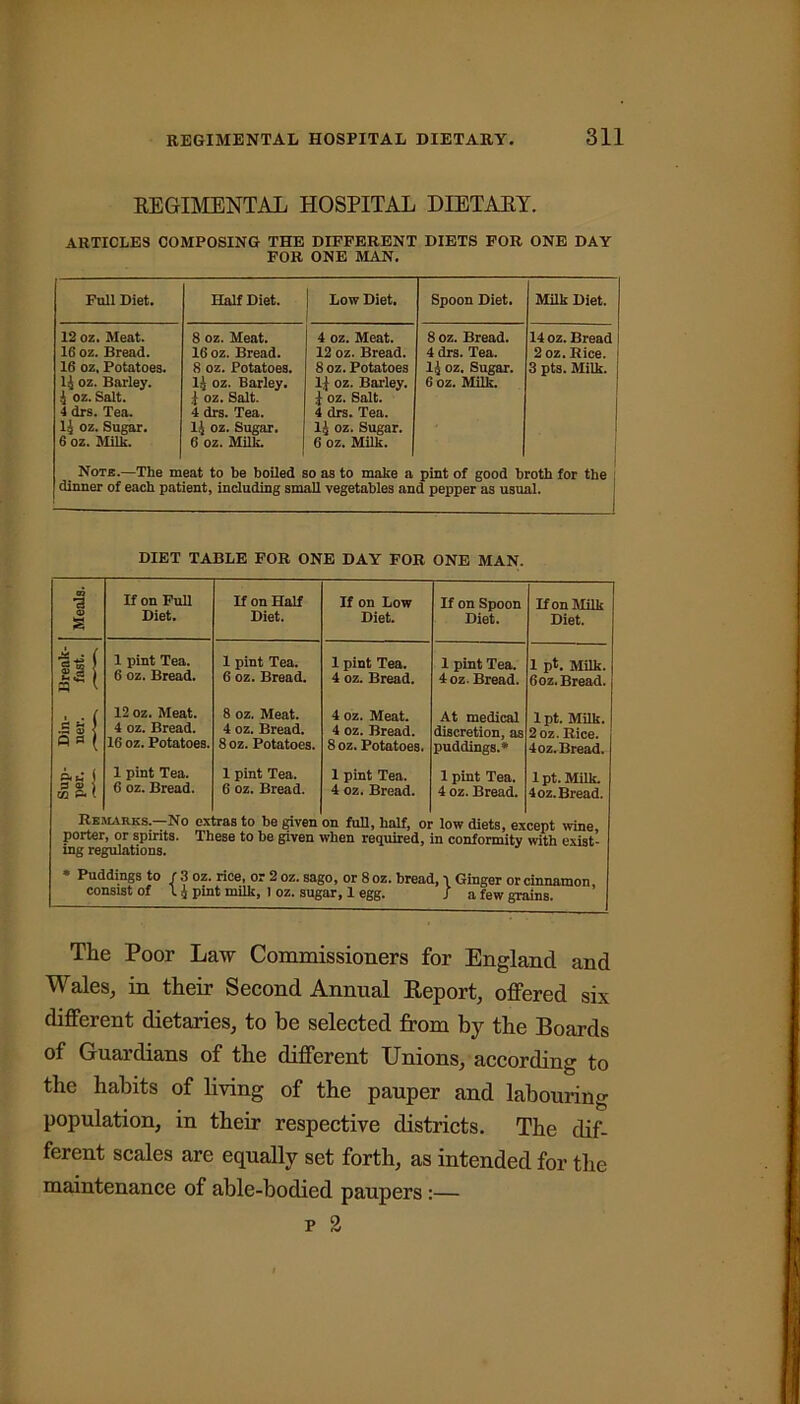 REGIMENTAL HOSPITAL DIETARY. 311
REGIMENTAL HOSPITAL DIETARY.
ARTICLES COMPOSING THE DIFFERENT DIETS FOR ONE DAY
FOR ONE MAN.
Full Diet. Half Diet. Low Diet. Spoon Diet. Milk Diet.
12 oz. Meat. 8 oz. Meat. 4 oz. Meat. 8 oz. Bread. 14 oz. Bread
16 oz. Bread. 16 oz. Bread. 12 oz. Bread. 4 drs. Tea. 2 oz. Rice.
16 oz. Potatoes. 8 oz. Potatoes. 8 oz. Potatoes 1½ oz. Sugar. 3 pts. Milk.
1½ oz. Barley. 1½ oz. Barley. 1½ oz. Barley. 6 oz. Milk.
½ oz. Salt. ½ oz. Salt. ½ oz. Salt.
4 drs. Tea. 4 drs. Tea. 4 drs. Tea.
1½ oz. Sugar. 1½ oz. Sugar. 1½ oz. Sugar.
6 oz. Milk. 6 oz. Milk. 6 oz. Milk.
NOTE.—The meat to be boiled so as to make a pint of good broth for the
dinner of each patient, including small vegetables and pepper as usual.
DIET TABLE FOR ONE DAY FOR ONE MAN.
Meals. If on Full If on Half If on Low If on Spoon If on Milk
Diet. Diet. Diet. Diet. Diet.
Break- 1 pint Tea. 1 pint Tea. 1 pint Tea. 1 pint Tea. 1 pt. Milk.
fast. 6 oz. Bread. 6 oz. Bread. 4 oz. Bread. 4 oz. Bread. 6 oz. Bread.
Din- 12 oz. Meat. 8 oz. Meat. 4 oz. Meat. At medical 1 pt. Milk.
ner. 4 oz. Bread. 4 oz. Bread. 4 oz. Bread. discretion, as 2 oz. Rice.
16 oz. Potatoes. 8 oz. Potatoes. 8 oz. Potatoes. puddings.* 4 oz. Bread.
Sup- 1 pint Tea. 1 pint Tea. 1 pint Tea. 1 pint Tea. 1 pt. Milk.
per. 6 oz. Bread. 6 oz. Bread. 4 oz. Bread. 4 oz. Bread. 4 oz. Bread.
REMARKS.—No extras to be given on full, half, or low diets, except wine,
porter, or spirits. These to be given when required, in conformity with exist-
ing regulations.
* Puddings to { 3 oz. rice, or 2 oz. sago, or 8 oz. bread, } Ginger or cinnamon,
consist of { ½ pint milk, 1 oz. sugar, 1 egg. } a few grains.
The Poor Law Commissioners for England and
Wales, in their Second Annual Report, offered six
different dietaries, to be selected from by the Boards
of Guardians of the different Unions, according to
the habits of living of the pauper and labouring
population, in their respective districts. The dif-
ferent scales are equally set forth, as intended for the
maintenance of able-bodied paupers :—
P 2